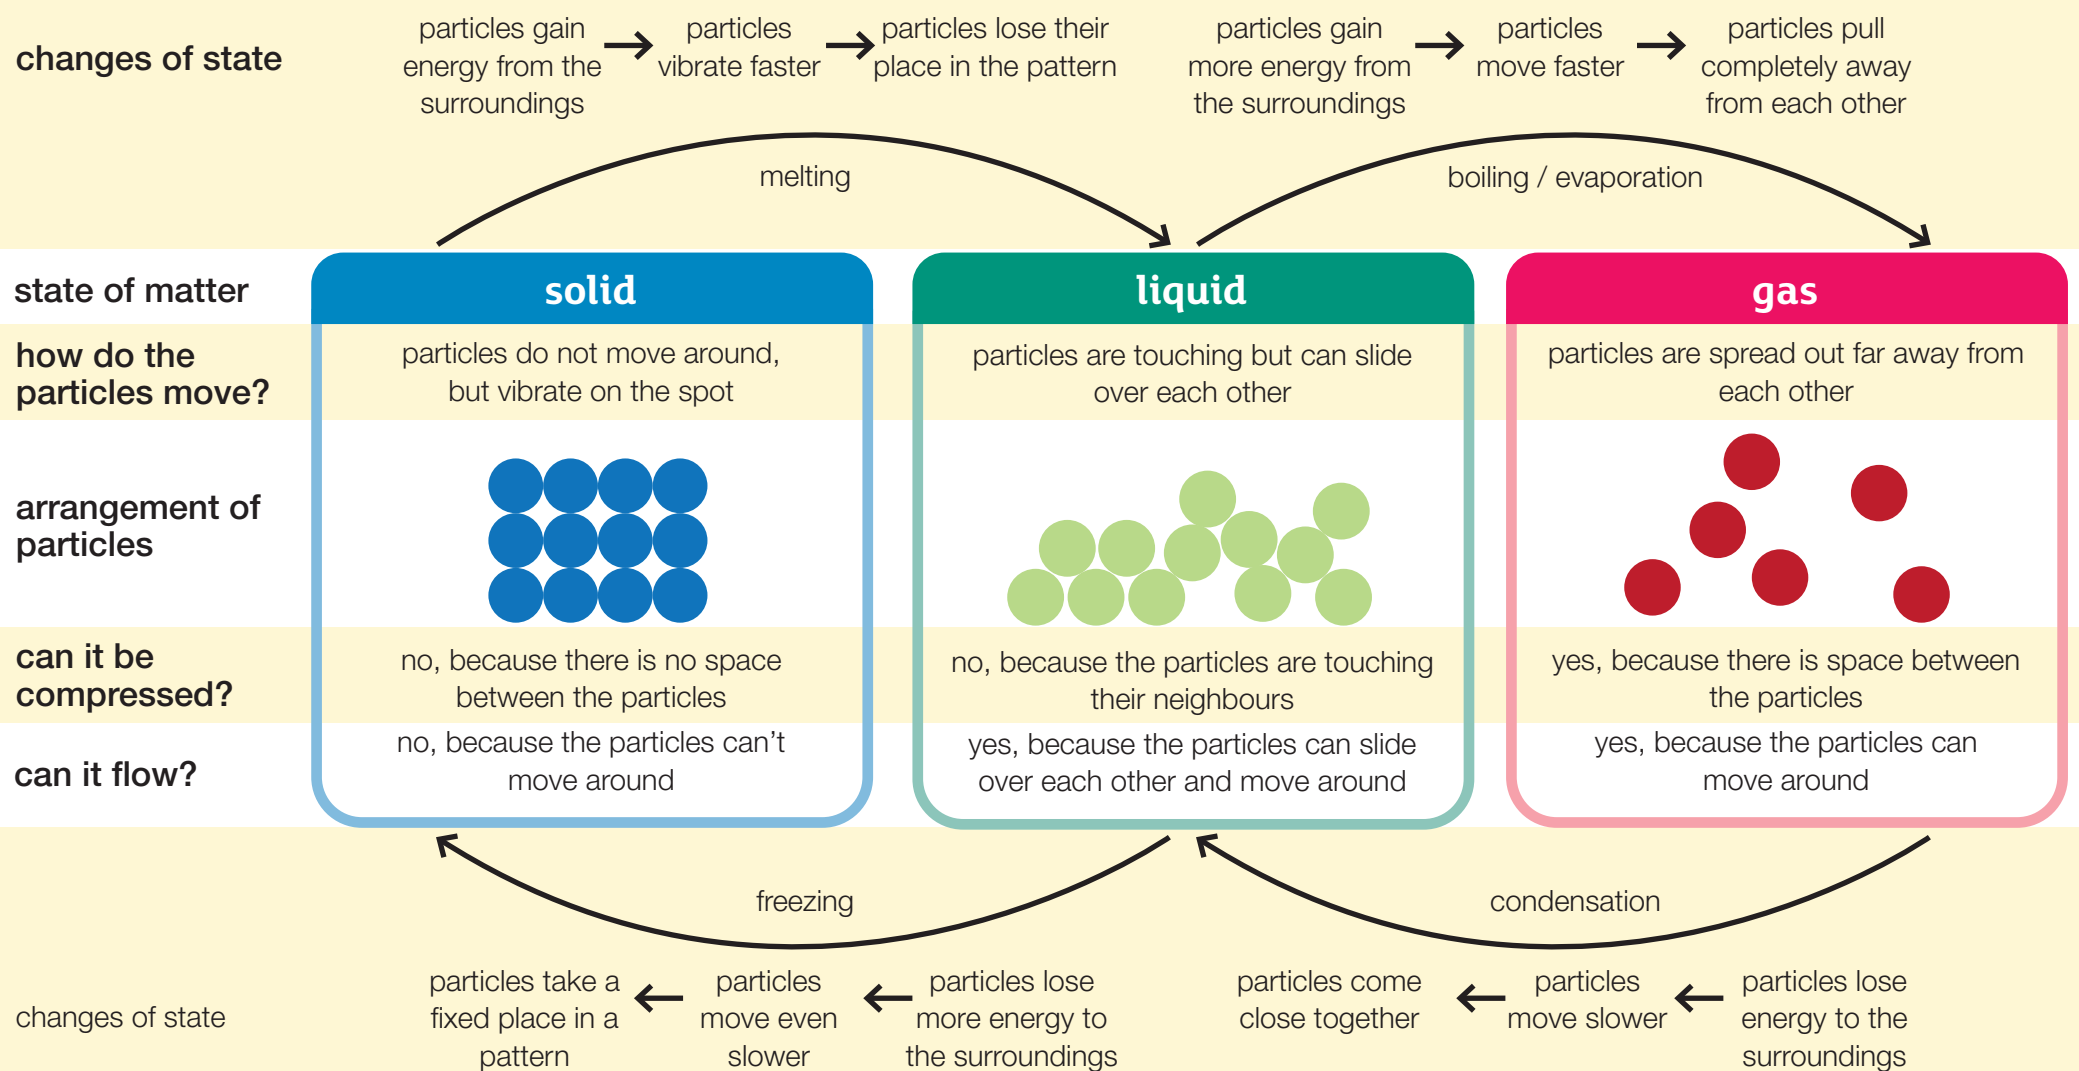 changes of state
particles gain
energy from the
surroundings
particles
vibrate faster
particles lose their
place in the pattern
particles gain
more energy from
the surroundings
particles
move faster
particles pull
completely away
from each other
melting
boiling / evaporation
state of matter
solid
liquid
gas
how do the
particles move?
particles do not move around,
but vibrate on the spot
particles are touching but can slide
over each other
particles are spread out far away from
each other
arrangement of
particles
can it be
compressed?
no, because there is no space
between the particles
no, because the particles are touching
their neighbours
yes, because there is space between
the particles
can it flow?
no, because the particles can't
move around
yes, because the particles can slide
over each other and move around
yes, because the particles can
move around
freezing
condensation
changes of state
particles take a
fixed place in a
pattern
particles
move even
slower
particles lose
more energy to
the surroundings
particles come
close together
particles
move slower
particles lose
energy to the
surroundings